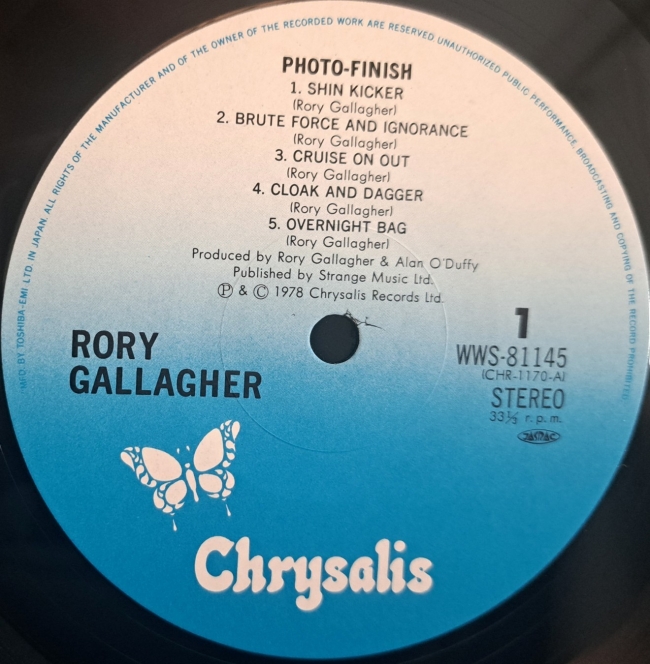 MFD. BY TOSHIBA-EMI LTD. IN JAPAN. ALL RIGHTS OF THE MANUFACTURER AND OF THE OWNER OF THE RECORDED WORK ARE RESERVED UNAUTHORIZED PUBLIC PERFORMANCE, BROADCASTING AND COPYING OF THE RECORD PROHIBITED
PHOTO-FINISH
1. SHIN KICKER
(Rory Gallagher)
2. BRUTE FORCE AND IGNORANCE
(Rory Gallagher)
3. CRUISE ON OUT
(Rory Gallagher)
4. CLOAK AND DAGGER
(Rory Gallagher)
5. OVERNIGHT BAG
(Rory Gallagher)
Produced by Rory Gallagher & Alan O'Duffy
Published by Strange Music Ltd.
Ⓟ & © 1978 Chrysalis Records Ltd.
RORY
GALLAGHER
1
WWS-81145
(CHR-1170-A)
STEREO
33⅓ r.p.m.
JASRAC
Chrysalis